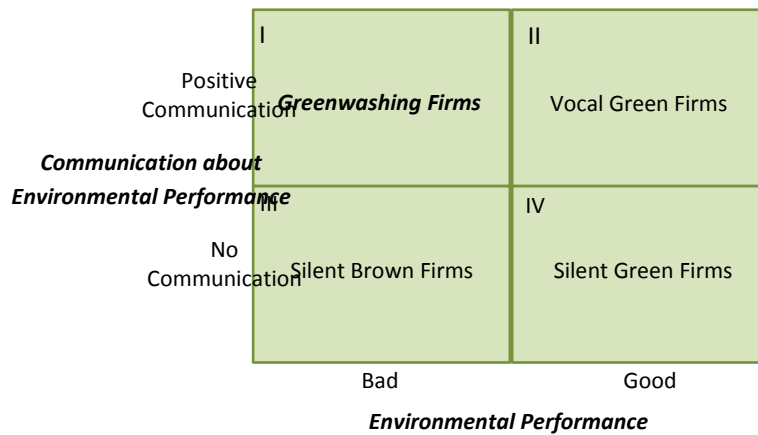 I
II
Positive
Communication
Greenwashing Firms
Vocal Green Firms
Communication about
Environmental Performance
III
IV
No
Communication
Silent Brown Firms
Silent Green Firms
Bad
Good
Environmental Performance